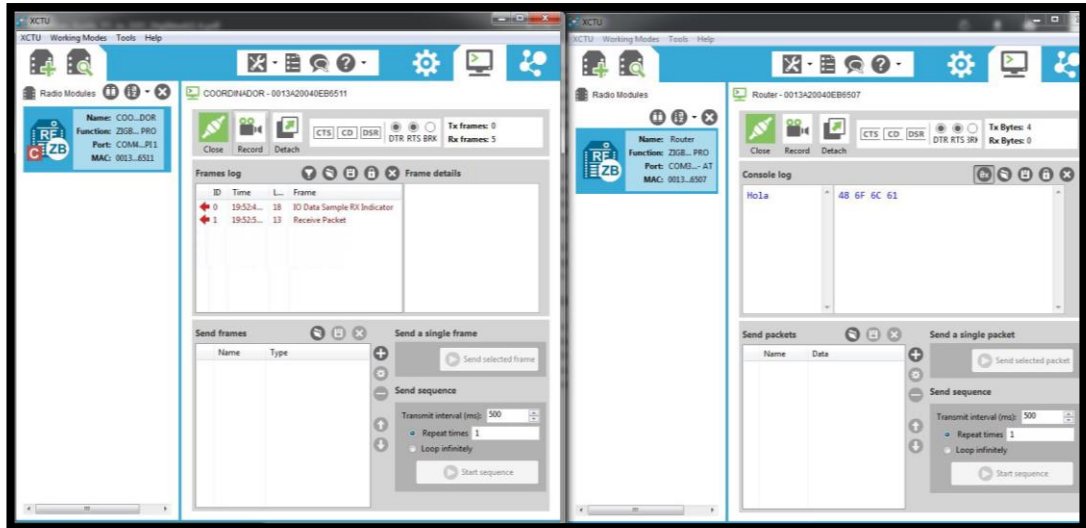 XCTU
XCTU Working Modes Tools Help
Radio Modules
Name: COO...DOR
Function: ZIGB... PRO
Port: COM4...PI1
MAC: 0013...6511
COORDINADOR - 0013A20040EB6511
Close Record Detach
CTS CD DSR
DTR RTS BRK
Tx frames: 0
Rx frames: 5
Frames log
Frame details
ID Time L... Frame
0 19:52:4... 18 IO Data Sample RX Indicator
1 19:52:5... 13 Receive Packet
Send frames
Name Type
Send a single frame
Send selected frame
Send sequence
Transmit interval (ms): 500
Repeat times 1
Loop infinitely
Start sequence
XCTU
XCTU Working Modes Tools Help
Radio Modules
Name: Router
Function: ZIGB... PRO
Port: COM3...- AT
MAC: 0013...6507
Router - 0013A20040EB6507
Close Record Detach
CTS CD DSR
DTR RTS BRK
Tx Bytes: 4
Rx Bytes: 0
Console log
Hola 48 6F 6C 61
Send packets
Name Data
Send a single packet
Send selected packet
Send sequence
Transmit interval (ms): 500
Repeat times 1
Loop infinitely
Start sequence